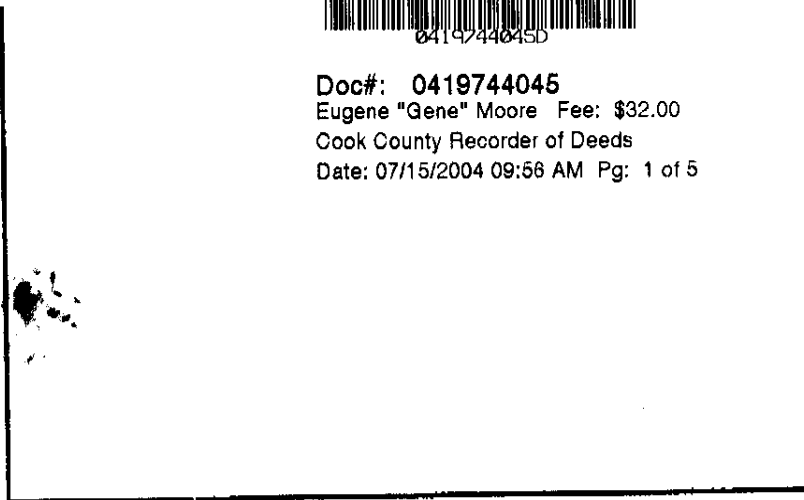 0419744045D
Doc#: 0419744045
Eugene "Gene" Moore Fee: $32.00
Cook County Recorder of Deeds
Date: 07/15/2004 09:56 AM Pg: 1 of 5